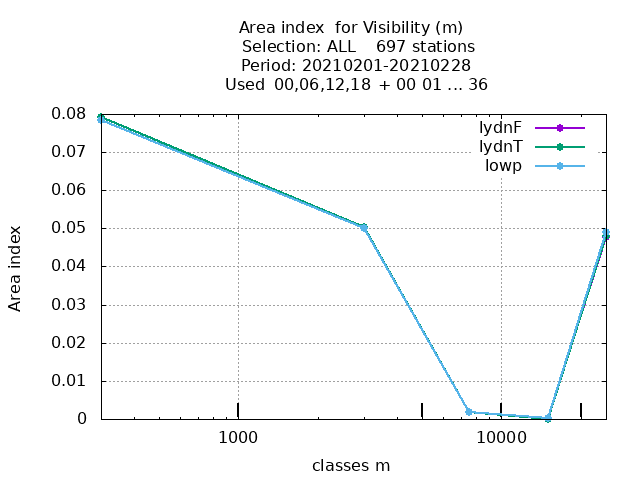 Area index  for Visibility (m)
Selection: ALL    697 stations
Period: 20210201-20210228
Used  00,06,12,18 + 00 01 ... 36
0.08
0.07
0.06
0.05
0.04
0.03
0.02
0.01
0
Area index
lydnF
lydnT
lowp
1000
10000
classes m